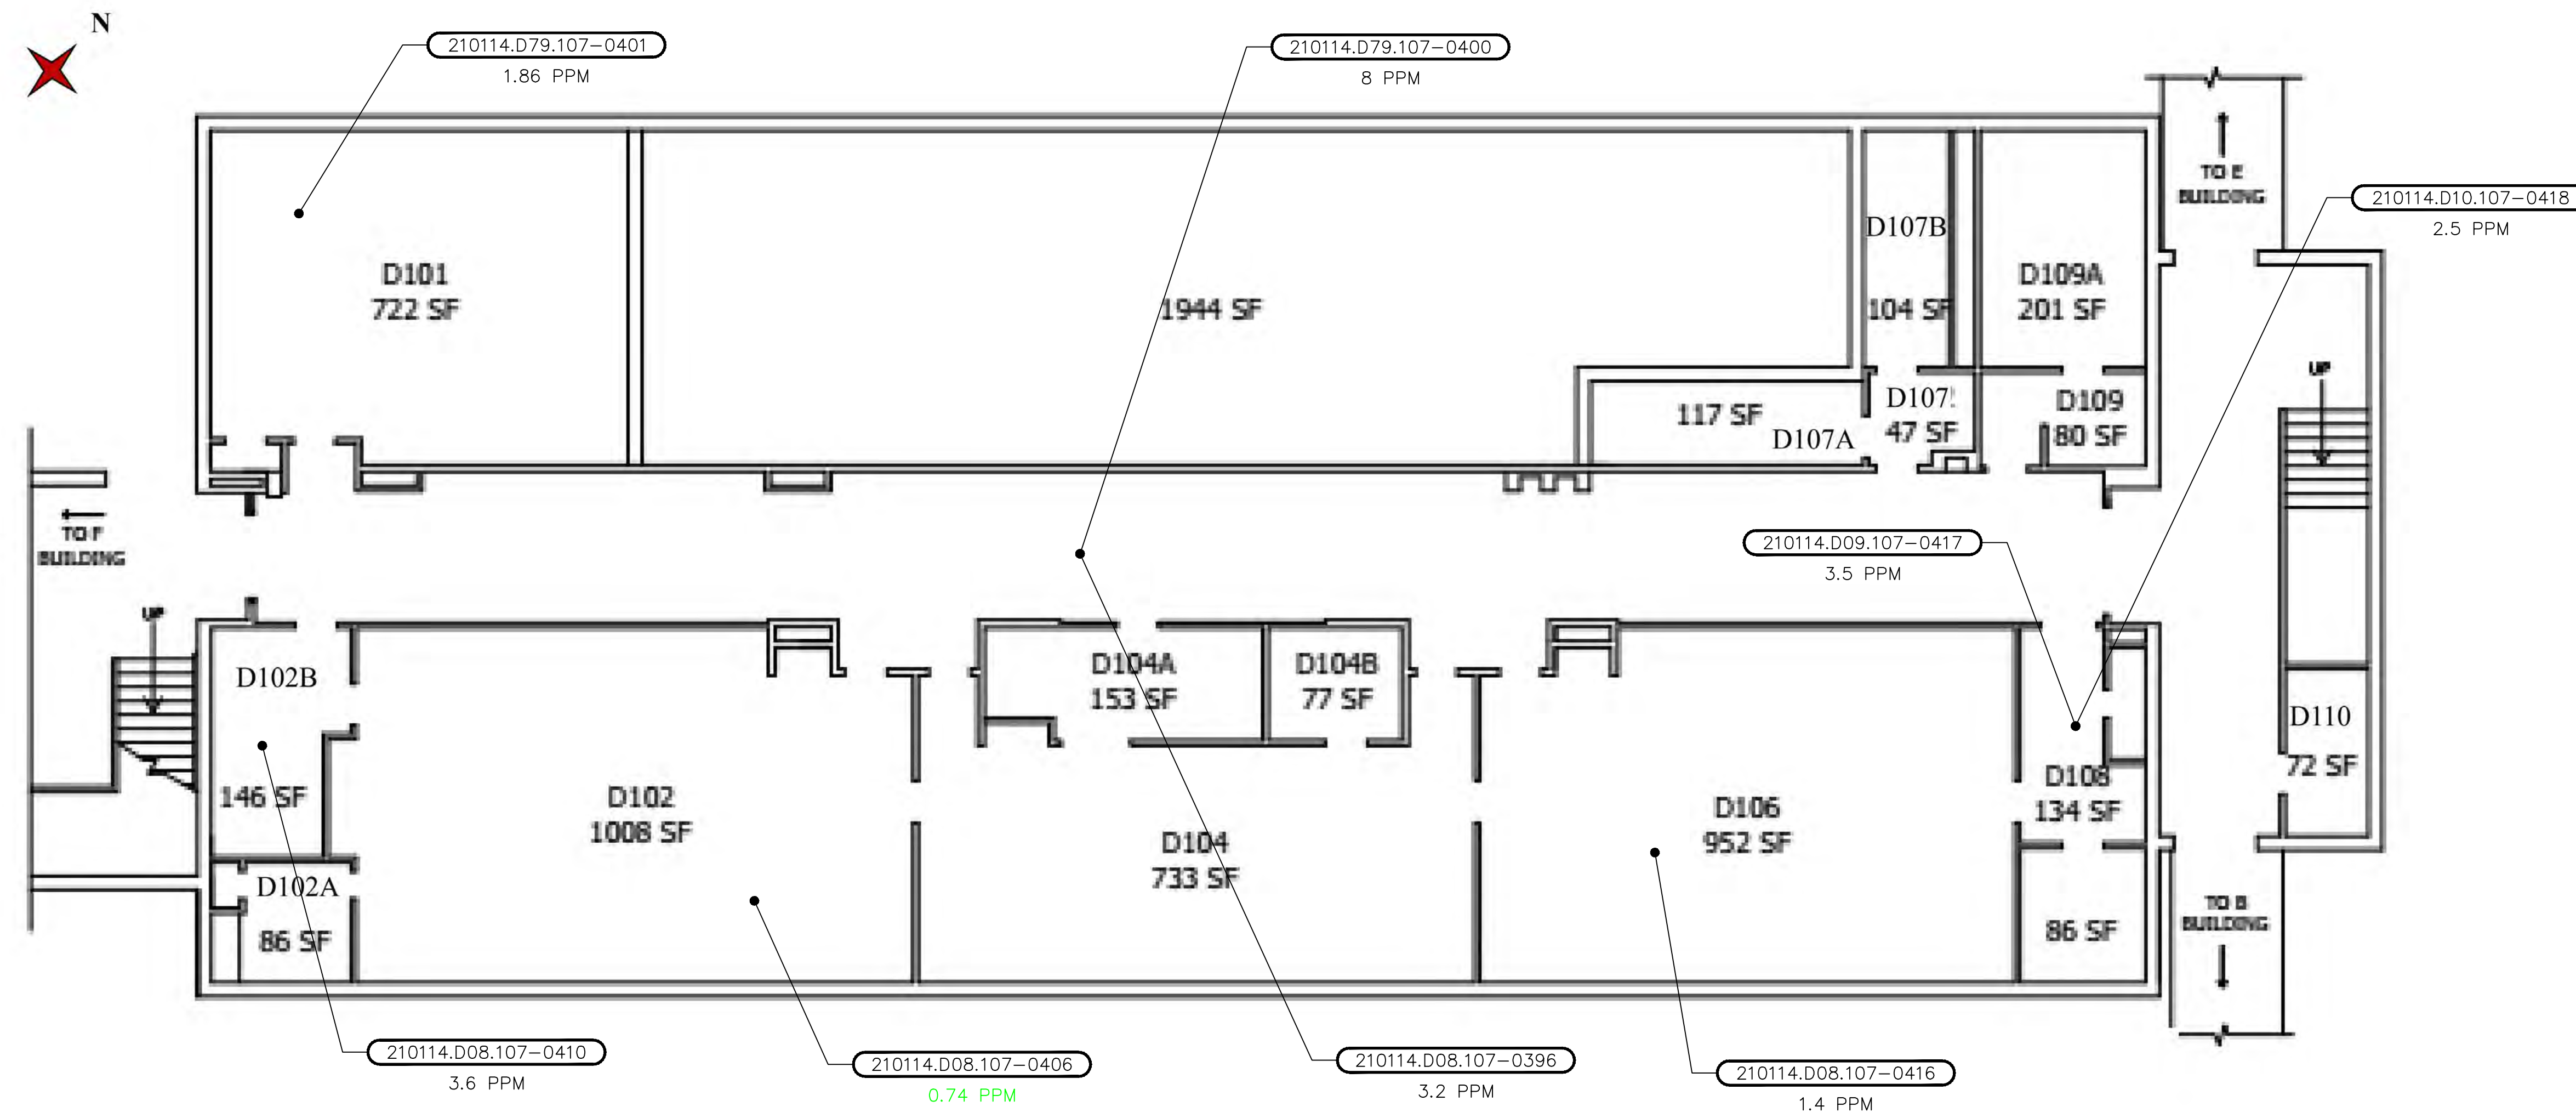 N
210114.D79.107-0401
1.86 PPM
210114.D79.107-0400
8 PPM
TO E
BUILDING
210114.D10.107-0418
2.5 PPM
D101
722 SF
1944 SF
D107B
104 SF
D109A
201 SF
117 SF
D107A
D107
47 SF
D109
80 SF
UP
TO F
BUILDING
210114.D09.107-0417
3.5 PPM
UP
D102B
146 SF
D102A
86 SF
D102
1008 SF
D104A
153 SF
D104B
77 SF
D104
733 SF
D106
952 SF
D108
134 SF
86 SF
D110
72 SF
TO B
BUILDING
210114.D08.107-0410
3.6 PPM
210114.D08.107-0406
0.74 PPM
210114.D08.107-0396
3.2 PPM
210114.D08.107-0416
1.4 PPM